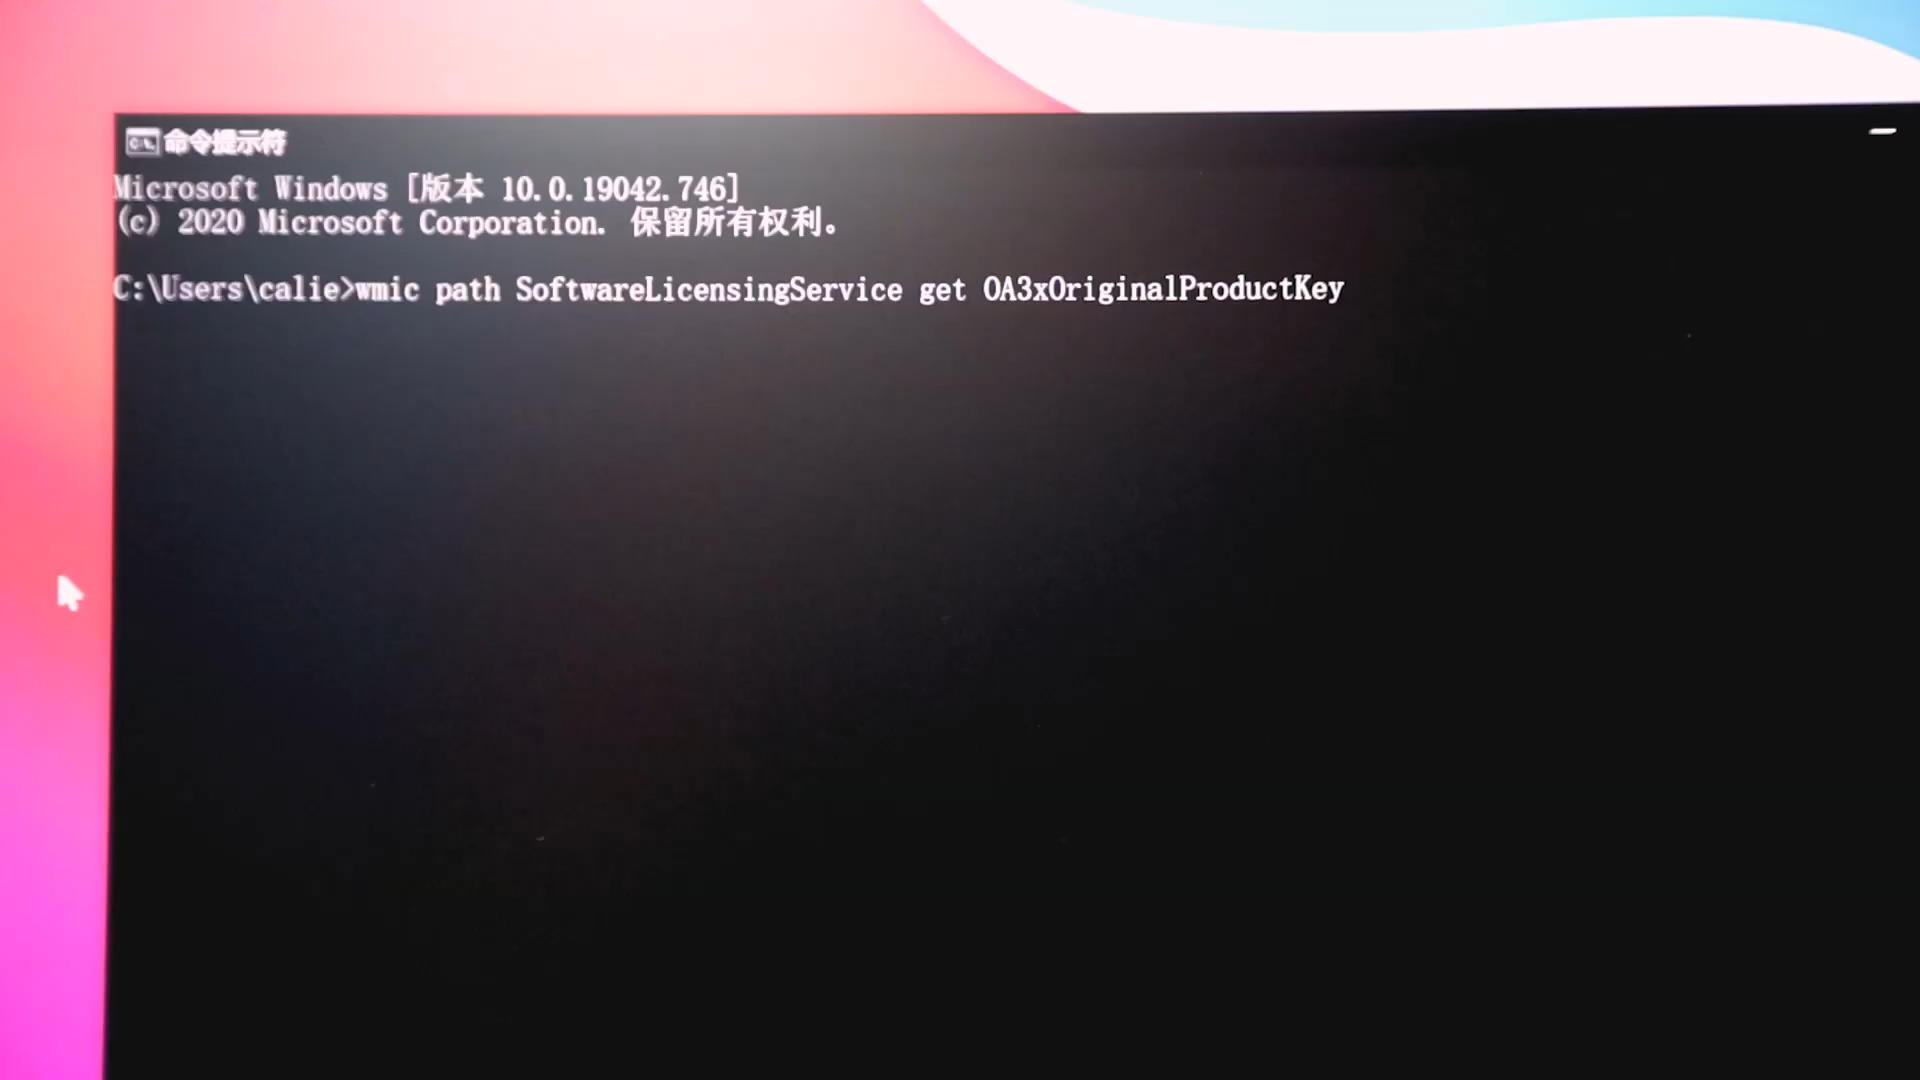 命令提示符
Microsoft Windows [版本 10.0.19042.746]
(c) 2020 Microsoft Corporation. 保留所有权利。
C:\Users\calie>wmic path SoftwareLicensingService get OA3xOriginalProductKey